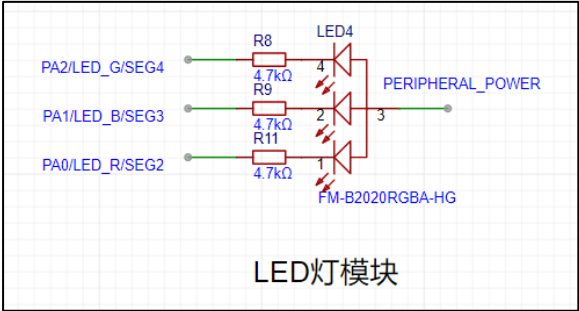 LED4
R8
PA2/LED_G/SEG4
4
4.7kΩ
PERIPHERAL_POWER
R9
PA1/LED_B/SEG3
2
3
4.7kΩ
R11
PA0/LED_R/SEG2
1
4.7kΩ
FM-B2020RGBA-HG
LED灯模块